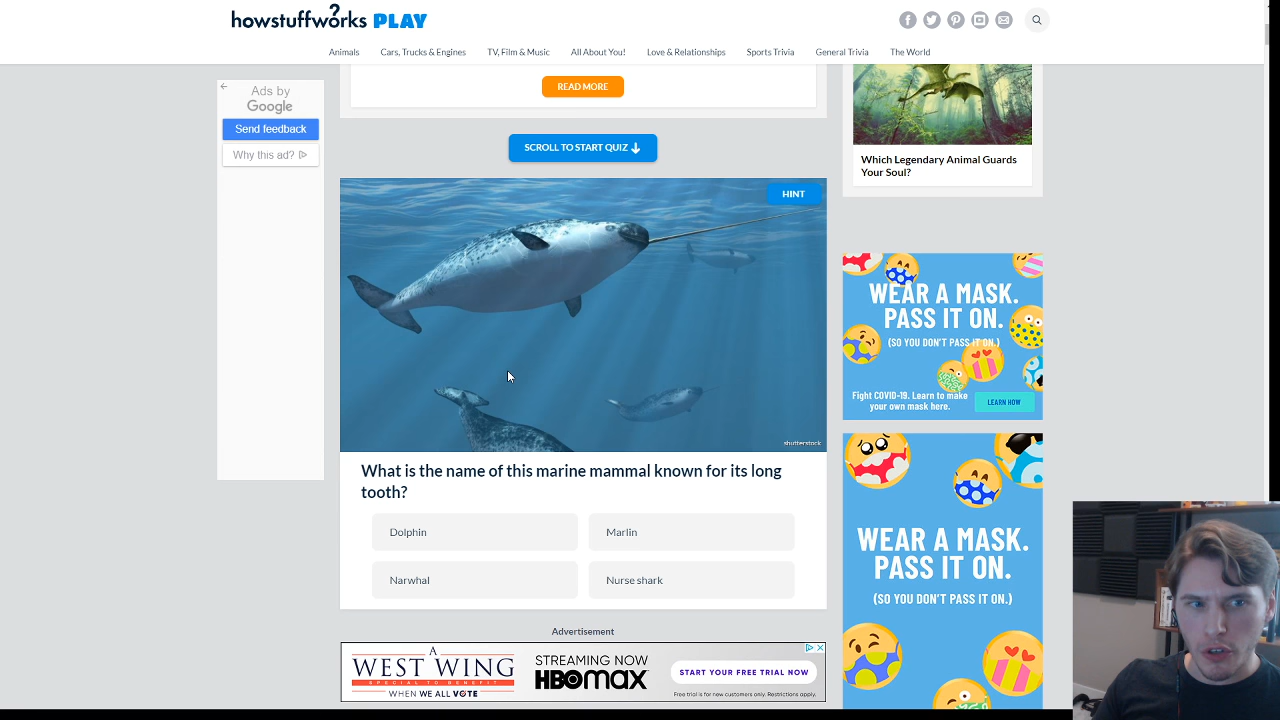 howstuffworks PLAY
Animals Cars, Trucks & Engines TV, Film & Music All About You! Love & Relationships Sports Trivia General Trivia The World
Ads by
Google
Send feedback
Why this ad?
READ MORE
SCROLL TO START QUIZ
HINT
shutterstock
What is the name of this marine mammal known for its long
tooth?
Dolphin
Marlin
Narwhal
Nurse shark
Advertisement
A
WEST WING
SPECIAL TO BENEFIT
WHEN WE ALL VOTE
STREAMING NOW
HBOMAX
START YOUR FREE TRIAL NOW
Free trial is for new customers only. Restrictions apply.
Which Legendary Animal Guards
Your Soul?
WEAR A MASK.
PASS IT ON.
(SO YOU DON'T PASS IT ON.)
Fight COVID-19. Learn to make
your own mask here.
LEARN HOW
WEAR A MASK.
PASS IT ON.
(SO YOU DON'T PASS IT ON.)